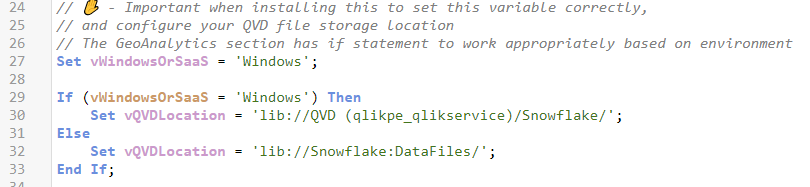 24 // ✋ - Important when installing this to set this variable correctly,
25 // and configure your QVD file storage location
26 // The GeoAnalytics section has if statement to work appropriately based on environment
27 Set vWindowsOrSaaS = 'Windows';
28
29 If (vWindowsOrSaaS = 'Windows') Then
30     Set vQVDLocation = 'lib://QVD (qlikpe_qlikservice)/Snowflake/';
31 Else
32     Set vQVDLocation = 'lib://Snowflake:DataFiles/';
33 End If;